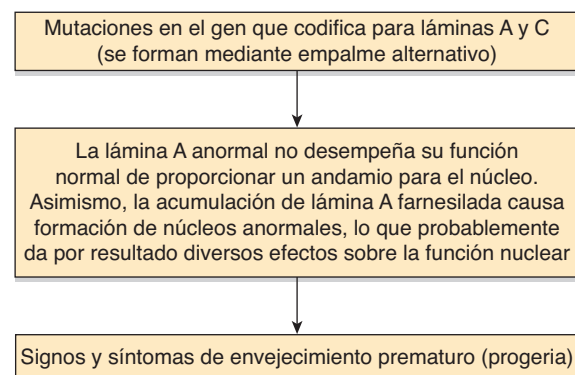 Mutaciones en el gen que codifica para láminas A y C
(se forman mediante empalme alternativo)
La lámina A anormal no desempeña su función
normal de proporcionar un andamio para el núcleo.
Asimismo, la acumulación de lámina A farnesilada causa
formación de núcleos anormales, lo que probablemente
da por resultado diversos efectos sobre la función nuclear
Signos y síntomas de envejecimiento prematuro (progeria)